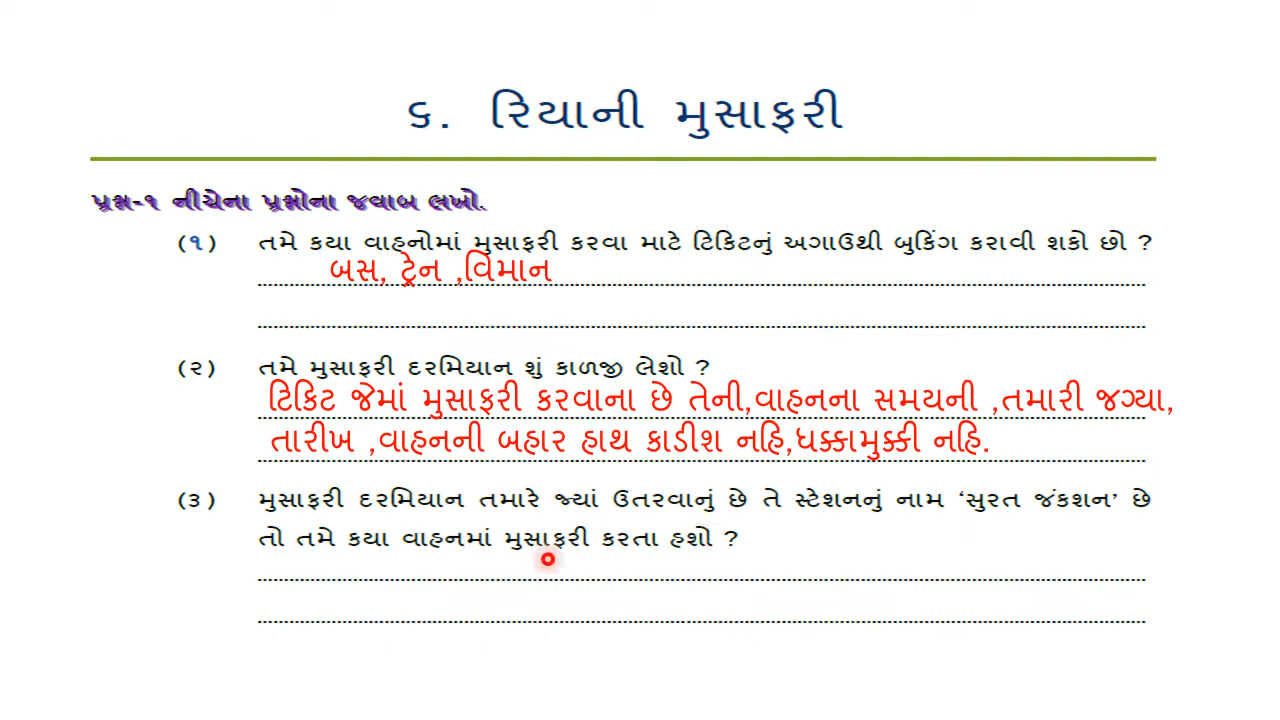 ૬. રિયાની મુસાફરી
પ્રશ્ન-૧ નીચેના પ્રશ્નોના જવાબ લખો.
(૧) તમે કયા વાહનોમાં મુસાફરી કરવા માટે ટિકિટનું અગાઉથી બુકિંગ કરાવી શકો છો ?
બસ, ટ્રેન ,વિમાન
(૨) તમે મુસાફરી દરમિયાન શું કાળજી લેશો ?
ટિકિટ જેમાં મુસાફરી કરવાના છે તેની,વાહનના સમયની ,તમારી જગ્યા,
તારીખ ,વાહનની બહાર હાથ કાડીશ નહિ,ધક્કામુક્કી નહિ.
(૩) મુસાફરી દરમિયાન તમારે જ્યાં ઉતરવાનું છે તે સ્ટેશનનું નામ ‘સુરત જંકશન’ છે
તો તમે કયા વાહનમાં મુસાફરી કરતા હશો ?